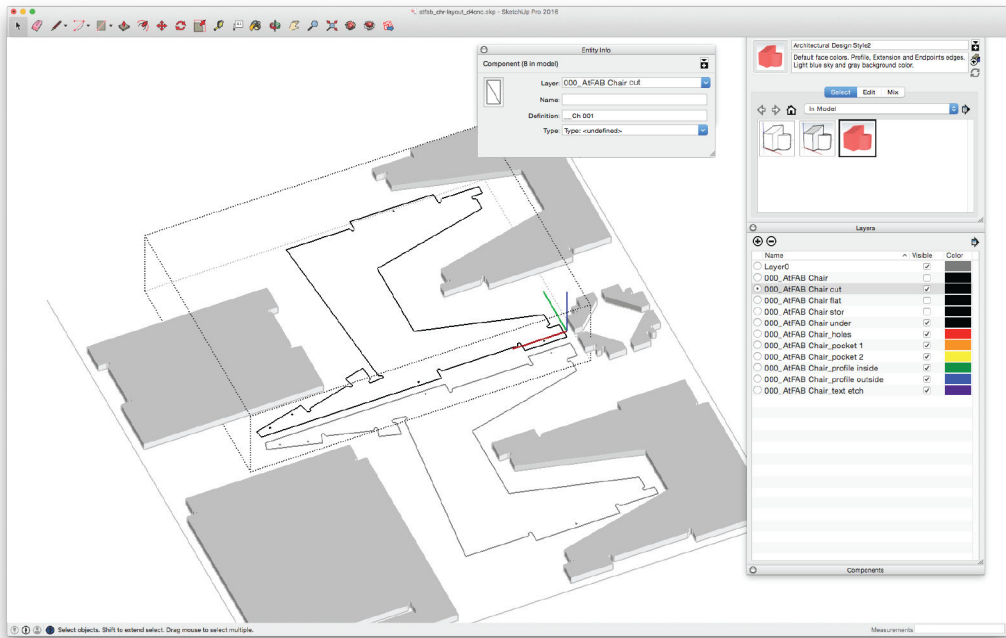 atfab_chr-layout_d4cnc.skp - SketchUp Pro 2016
Entity Info
Component (8 in model)
Layer: 000_AtFAB Chair cut
Name:
Definition: __Ch 001
Type: Type: <undefined>
Architectural Design Style2
Default face colors. Profile, Extension and Endpoints edges.
Light blue sky and gray background color.
Select Edit Mix
In Model
Layers
Name Visible Color
Layer0
000_AtFAB Chair
000_AtFAB Chair cut
000_AtFAB Chair flat
000_AtFAB Chair stor
000_AtFAB Chair under
000_AtFAB Chair_holes
000_AtFAB Chair_pocket 1
000_AtFAB Chair_pocket 2
000_AtFAB Chair_profile inside
000_AtFAB Chair_profile outside
000_AtFAB Chair_text etch
Components
Select objects. Shift to extend select. Drag mouse to select multiple.
Measurements